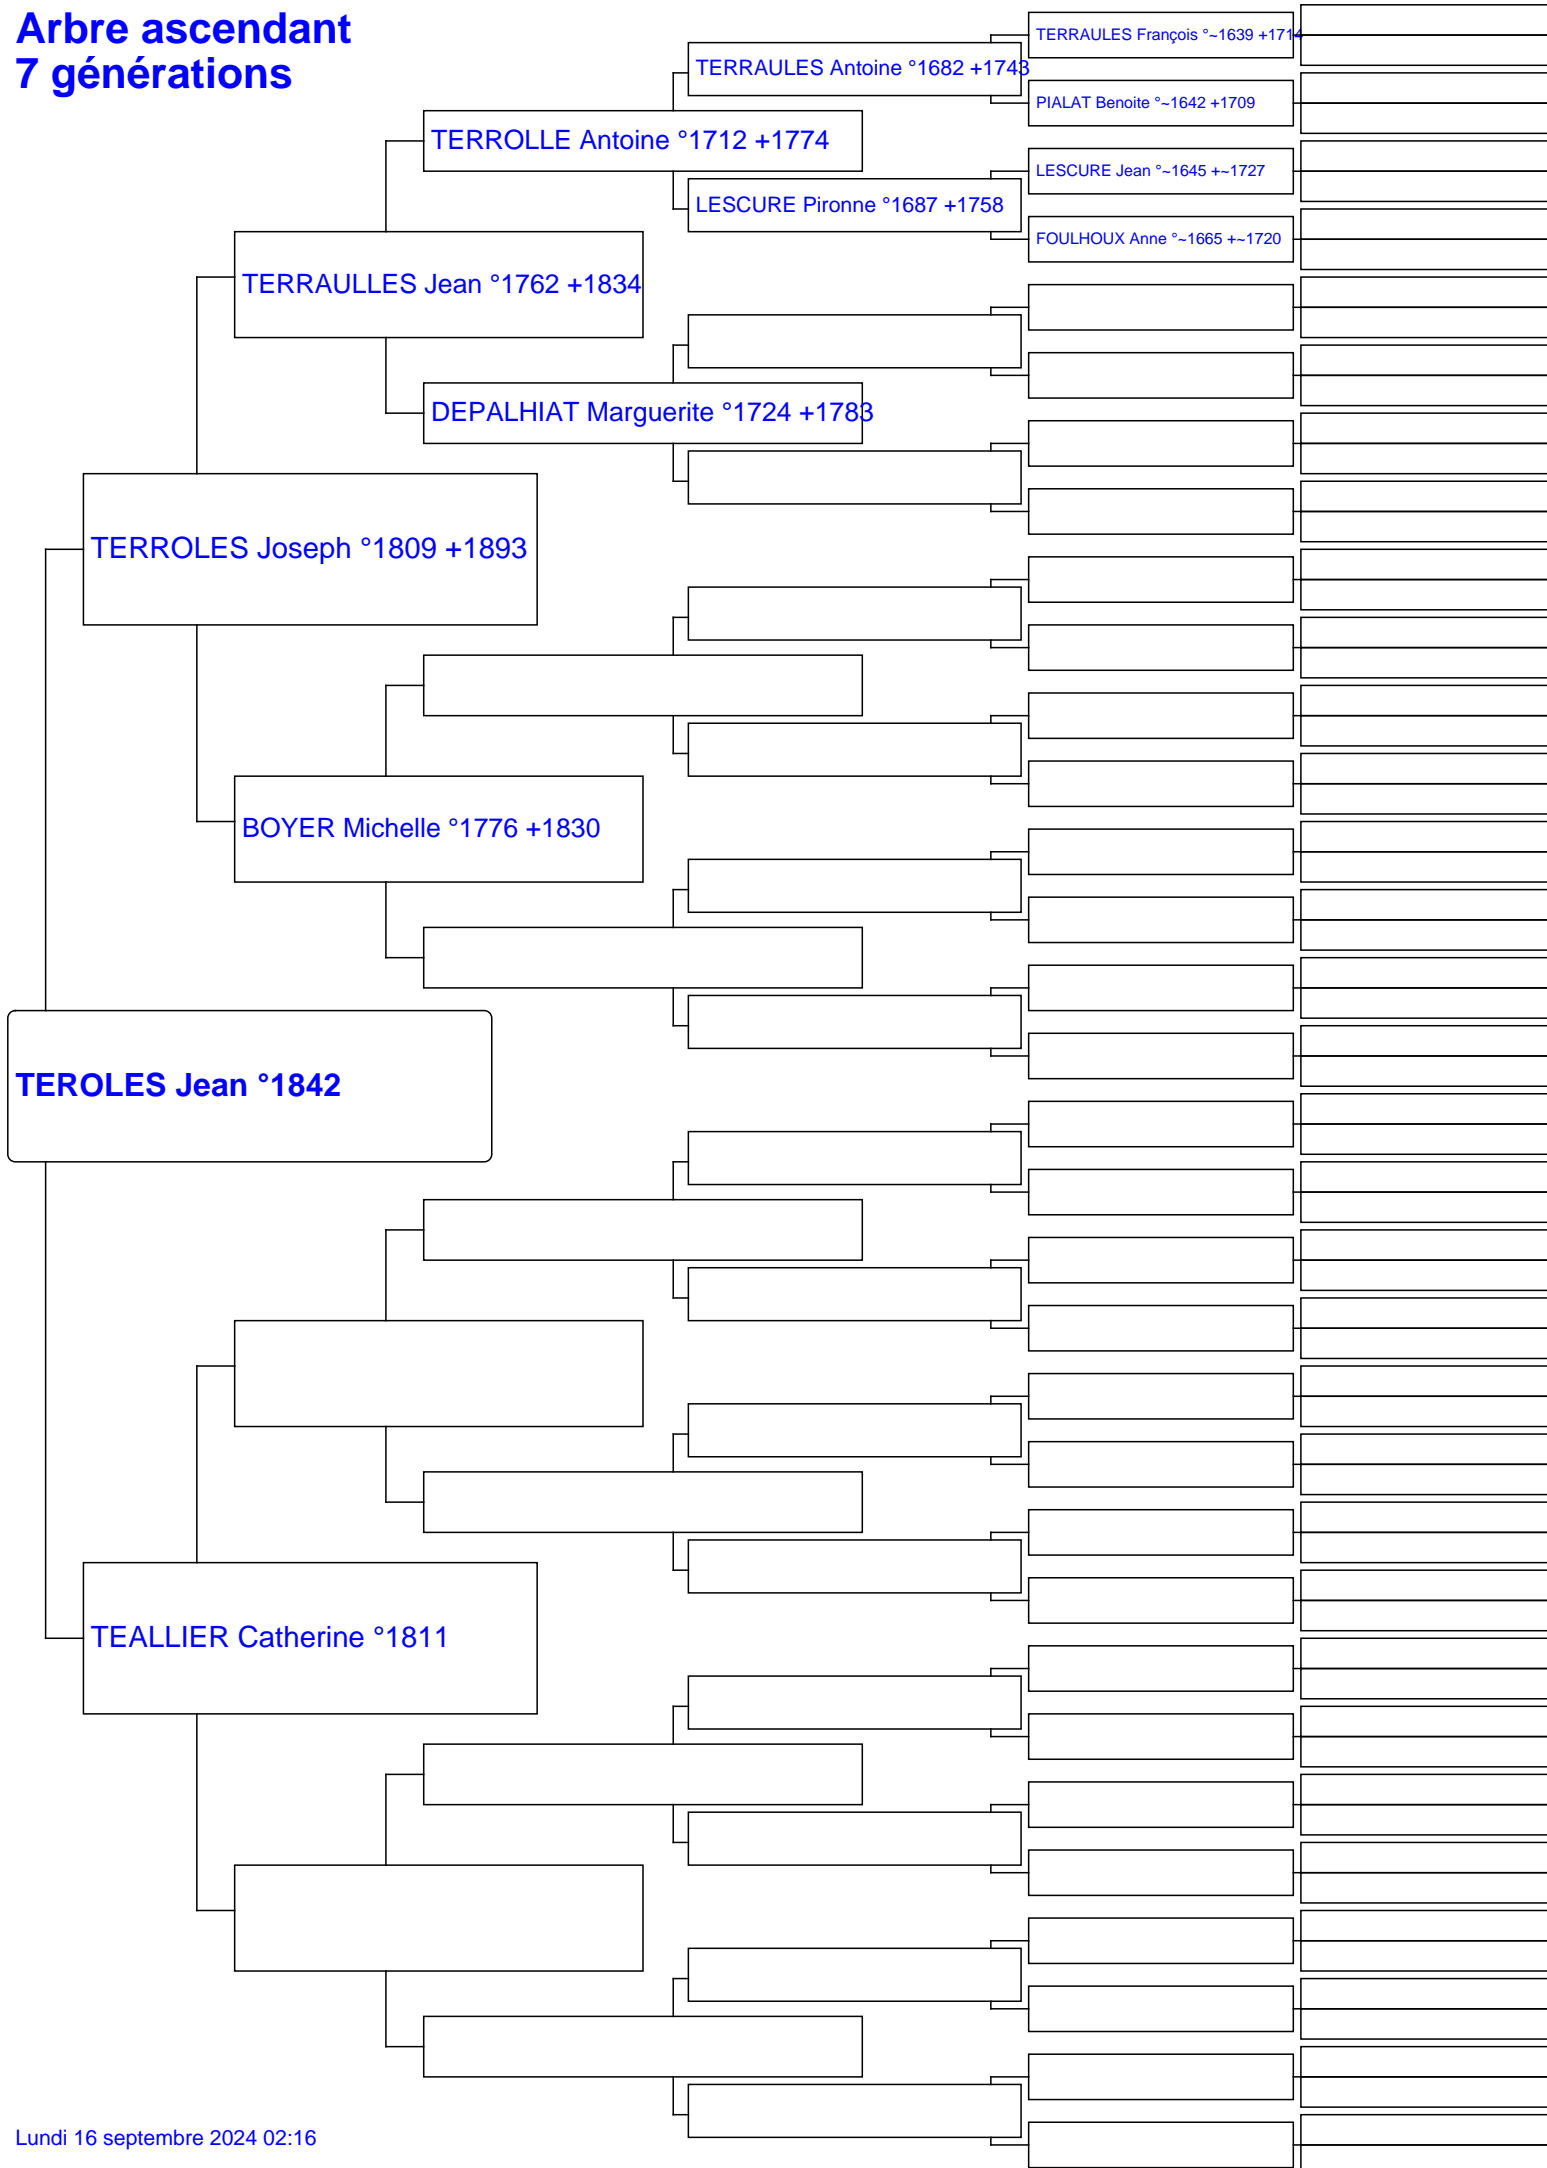 Arbre ascendant
7 générations
TERRAULES François °~1639 +1714
TERRAULES Antoine °1682 +1743
PIALAT Benoite °~1642 +1709
TERROLLE Antoine °1712 +1774
LESCURE Jean °~1645 +~1727
LESCURE Pironne °1687 +1758
FOULHOUX Anne °~1665 +~1720
TERRAULLES Jean °1762 +1834
DEPALHIAT Marguerite °1724 +1783
TERROLES Joseph °1809 +1893
BOYER Michelle °1776 +1830
TEROLES Jean °1842
TEALLIER Catherine °1811
Lundi 16 septembre 2024 02:16